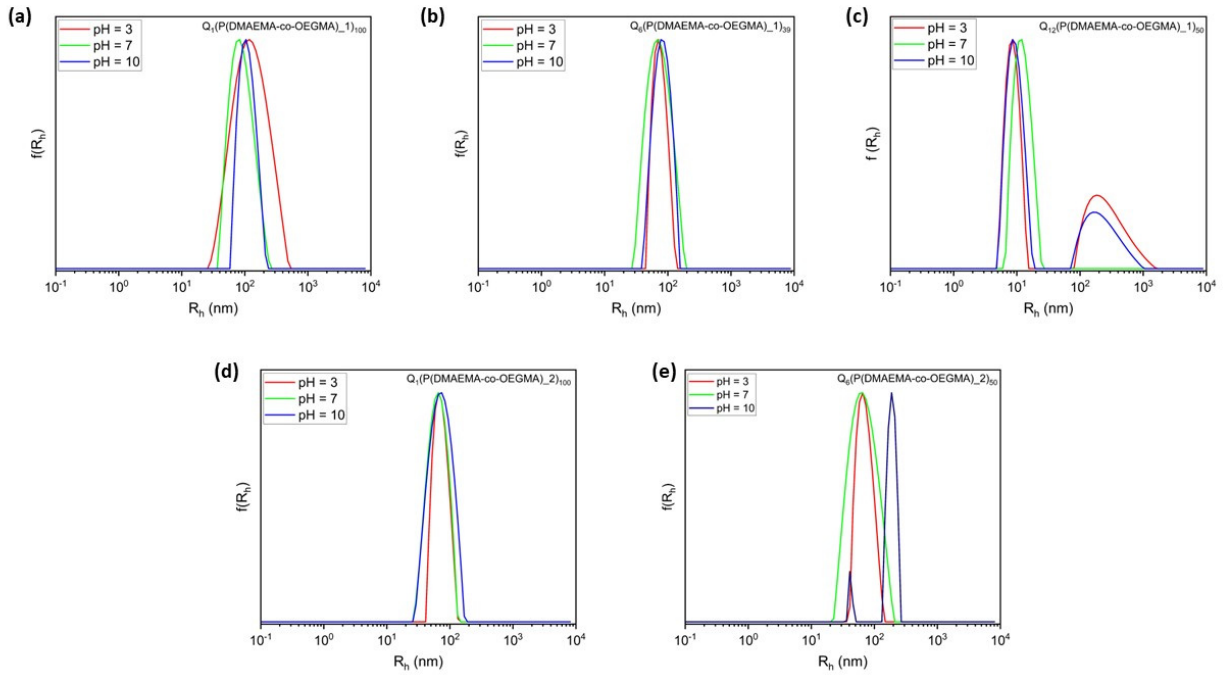 (a)
Q₁(P(DMAEMA-co-OEGMA)_1)₁₀₀
pH = 3
pH = 7
pH = 10
f(Rₕ)
10⁻¹ 10⁰ 10¹ 10² 10³ 10⁴
Rₕ (nm)
(b)
Q₆(P(DMAEMA-co-OEGMA)_1)₃₉
pH = 3
pH = 7
pH = 10
f(Rₕ)
10⁻¹ 10⁰ 10¹ 10² 10³ 10⁴
Rₕ (nm)
(c)
Q₁₂(P(DMAEMA-co-OEGMA)_1)₅₀
pH = 3
pH = 7
pH = 10
f (Rₕ)
10⁻¹ 10⁰ 10¹ 10² 10³ 10⁴
Rₕ (nm)
(d)
Q₁(P(DMAEMA-co-OEGMA)_2)₁₀₀
pH = 3
pH = 7
pH = 10
f(Rₕ)
10⁻¹ 10⁰ 10¹ 10² 10³ 10⁴
Rₕ (nm)
(e)
Q₆(P(DMAEMA-co-OEGMA)_2)₅₀
pH = 3
pH = 7
pH = 10
f(Rₕ)
10⁻¹ 10⁰ 10¹ 10² 10³ 10⁴
Rₕ (nm)